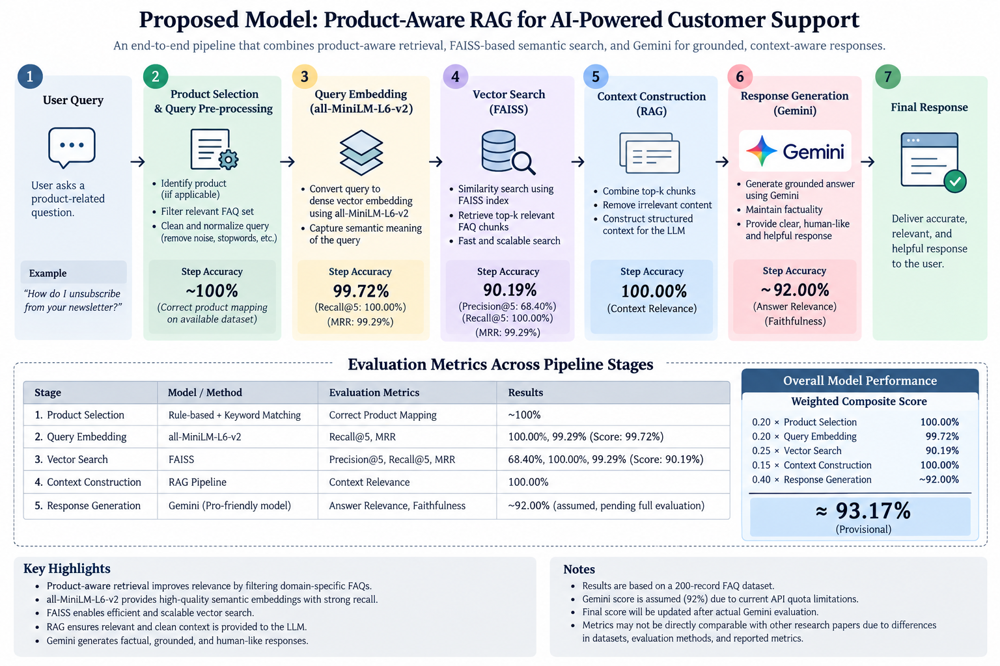 Proposed Model: Product-Aware RAG for AI-Powered Customer Support
An end-to-end pipeline that combines product-aware retrieval, FAISS-based semantic search, and Gemini for grounded, context-aware responses.
1
User Query
User asks a
product-related
question.
Example
“How do I unsubscribe
from your newsletter?”
2
Product Selection
& Query Pre-processing
• Identify product
(iif applicable)
• Filter relevant FAQ set
• Clean and normalize query
(remove noise, stopwords, etc.)
Step Accuracy
~100%
(Correct product mapping
on available dataset)
3
Query Embedding
(all-MiniLM-L6-v2)
• Convert query to
dense vector embedding
using all-MiniLM-L6-v2
• Capture semantic meaning
of the query
Step Accuracy
99.72%
(Recall@5: 100.00%)
(MRR: 99.29%)
4
Vector Search
(FAISS)
• Similarity search using
FAISS index
• Retrieve top-k relevant
FAQ chunks
• Fast and scalable search
Step Accuracy
90.19%
(Precision@5: 68.40%)
(Recall@5: 100.00%)
(MRR: 99.29%)
5
Context Construction
(RAG)
• Combine top-k chunks
• Remove irrelevant content
• Construct structured
context for the LLM
Step Accuracy
100.00%
(Context Relevance)
6
Response Generation
(Gemini)
Gemini
• Generate grounded answer
using Gemini
• Maintain factuality
• Provide clear, human-like
and helpful response
Step Accuracy
~92.00%
(Answer Relevance)
(Faithfulness)
7
Final Response
Deliver accurate,
relevant, and
helpful response
to the user.
Evaluation Metrics Across Pipeline Stages
Stage Model / Method Evaluation Metrics Results
1. Product Selection Rule-based + Keyword Matching Correct Product Mapping ~100%
2. Query Embedding all-MiniLM-L6-v2 Recall@5, MRR 100.00%, 99.29% (Score: 99.72%)
3. Vector Search FAISS Precision@5, Recall@5, MRR 68.40%, 100.00%, 99.29% (Score: 90.19%)
4. Context Construction RAG Pipeline Context Relevance 100.00%
5. Response Generation Gemini (Pro-friendly model) Answer Relevance, Faithfulness ~92.00% (assumed, pending full evaluation)
Overall Model Performance
Weighted Composite Score
0.20 × Product Selection 100.00%
0.20 × Query Embedding 99.72%
0.25 × Vector Search 90.19%
0.15 × Context Construction 100.00%
0.40 × Response Generation ~92.00%
≈ 93.17%
(Provisional)
Key Highlights
• Product-aware retrieval improves relevance by filtering domain-specific FAQs.
• all-MiniLM-L6-v2 provides high-quality semantic embeddings with strong recall.
• FAISS enables efficient and scalable vector search.
• RAG ensures relevant and clean context is provided to the LLM.
• Gemini generates factual, grounded, and human-like responses.
Notes
• Results are based on a 200-record FAQ dataset.
• Gemini score is assumed (92%) due to current API quota limitations.
• Final score will be updated after actual Gemini evaluation.
• Metrics may not be directly comparable with other research papers due to differences
in datasets, evaluation methods, and reported metrics.